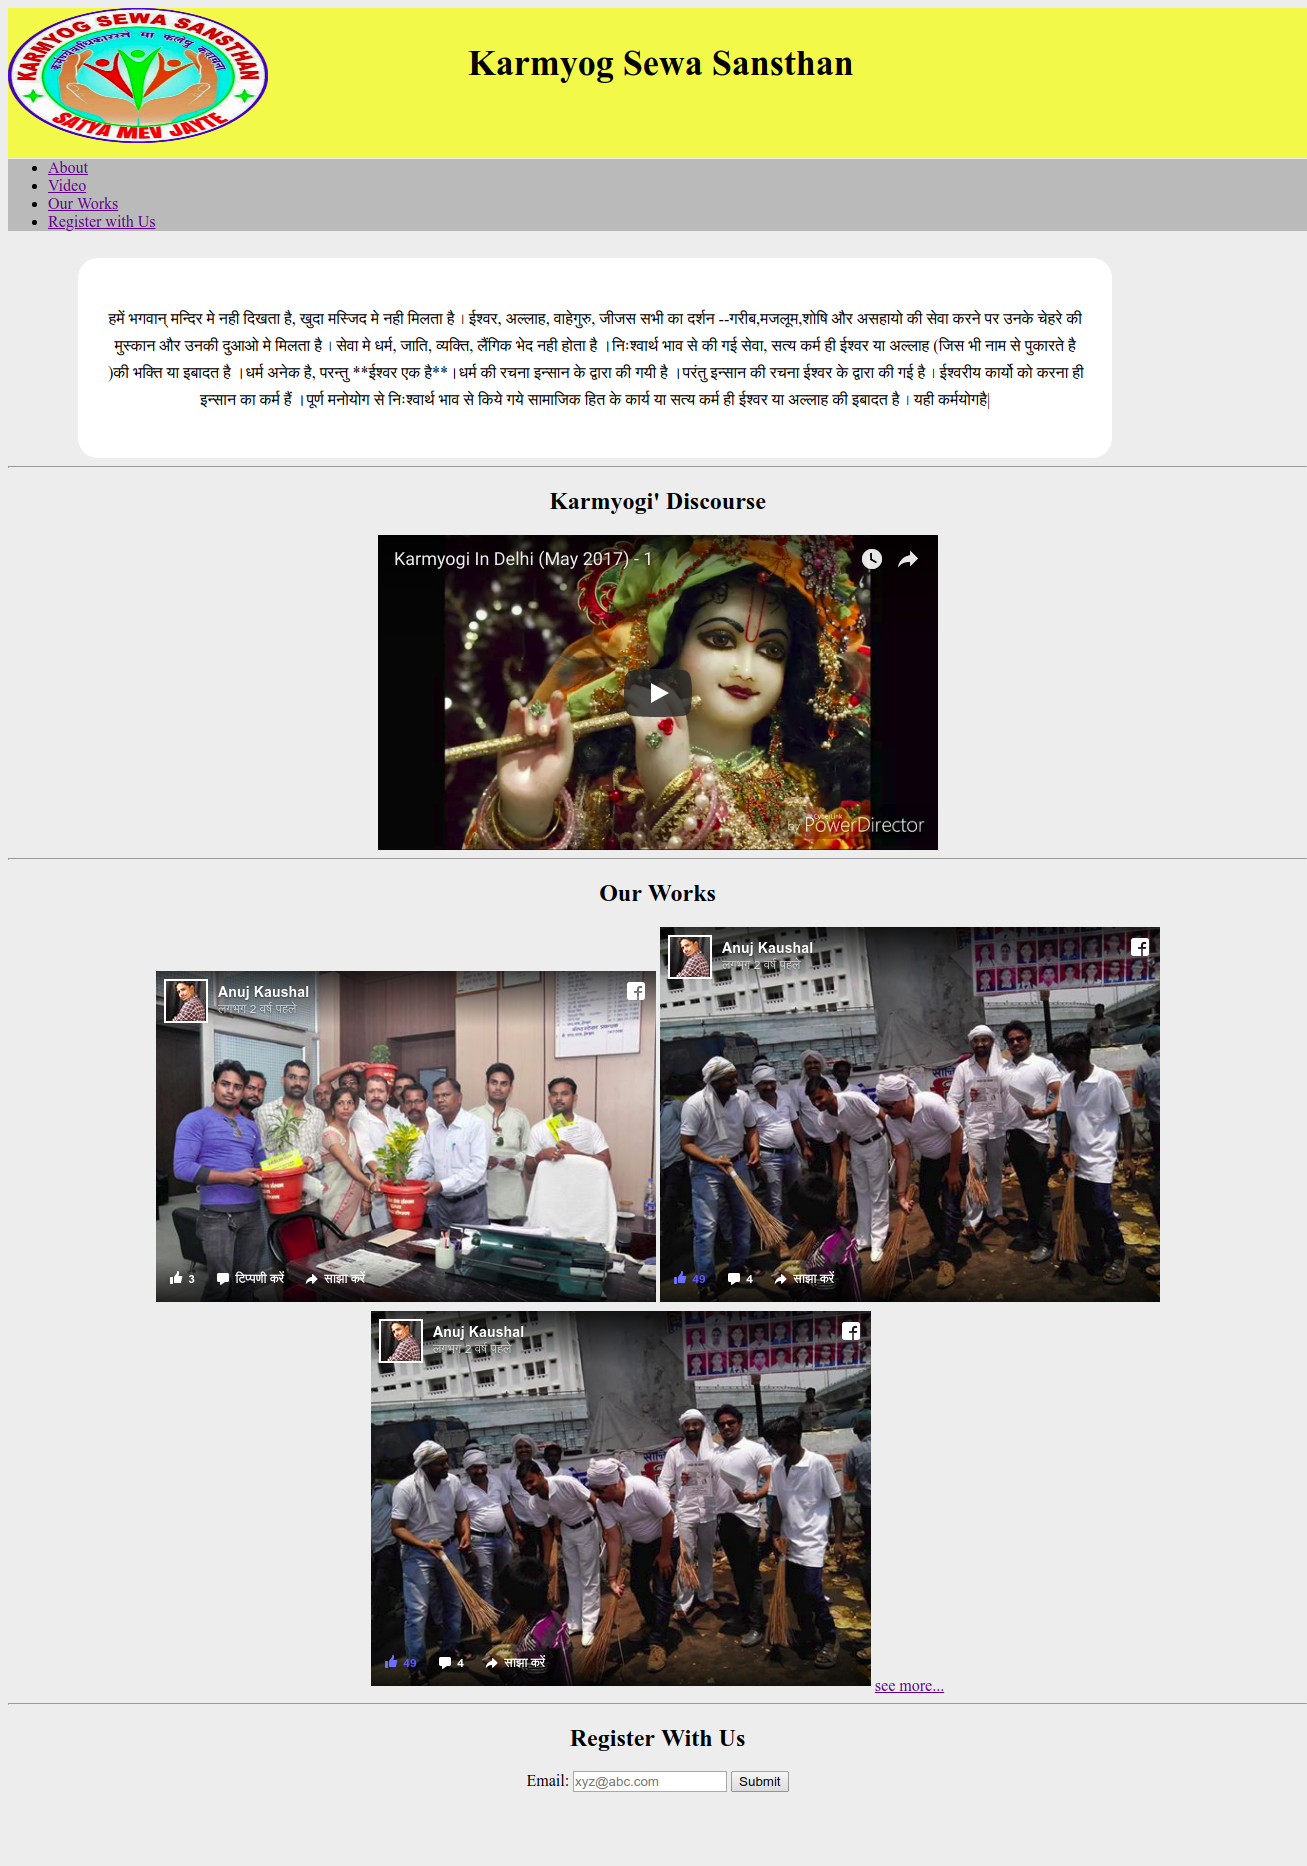 KARMYOG SEWA SANSTHAN
SATYA MEV JAYTE
Karmyog Sewa Sansthan
About
Video
Our Works
Register with Us
हमें भगवान् मन्दिर मे नही दिखता है, खुदा मस्जिद मे नही मिलता है । ईश्वर, अल्लाह, वाहेगुरु, जीजस सभी का दर्शन --गरीब,मजलूम,शोषि और असहायो की सेवा करने पर उनके चेहरे की
मुस्कान और उनकी दुआओ मे मिलता है । सेवा मे धर्म, जाति, व्यक्ति, लैंगिक भेद नही होता है ।निःश्वार्थ भाव से की गई सेवा, सत्य कर्म ही ईश्वर या अल्लाह (जिस भी नाम से पुकारते है
)की भक्ति या इबादत है ।धर्म अनेक है, परन्तु **ईश्वर एक है**।धर्म की रचना इन्सान के द्वारा की गयी है ।परंतु इन्सान की रचना ईश्वर के द्वारा की गई है । ईश्वरीय कार्यो को करना ही
इन्सान का कर्म हैं ।पूर्ण मनोयोग से निःश्वार्थ भाव से किये गये सामाजिक हित के कार्य या सत्य कर्म ही ईश्वर या अल्लाह की इबादत है । यही कर्मयोगहै|
Karmyogi' Discourse
Karmyogi In Delhi (May 2017) - 1
by PowerDirector
Our Works
Anuj Kaushal
लगभग 2 वर्ष पहले
3 टिप्पणी करें साझा करें
Anuj Kaushal
लगभग 2 वर्ष पहले
49 4 साझा करें
Anuj Kaushal
लगभग 2 वर्ष पहले
49 4 साझा करें
see more...
Register With Us
Email: xyz@abc.com Submit